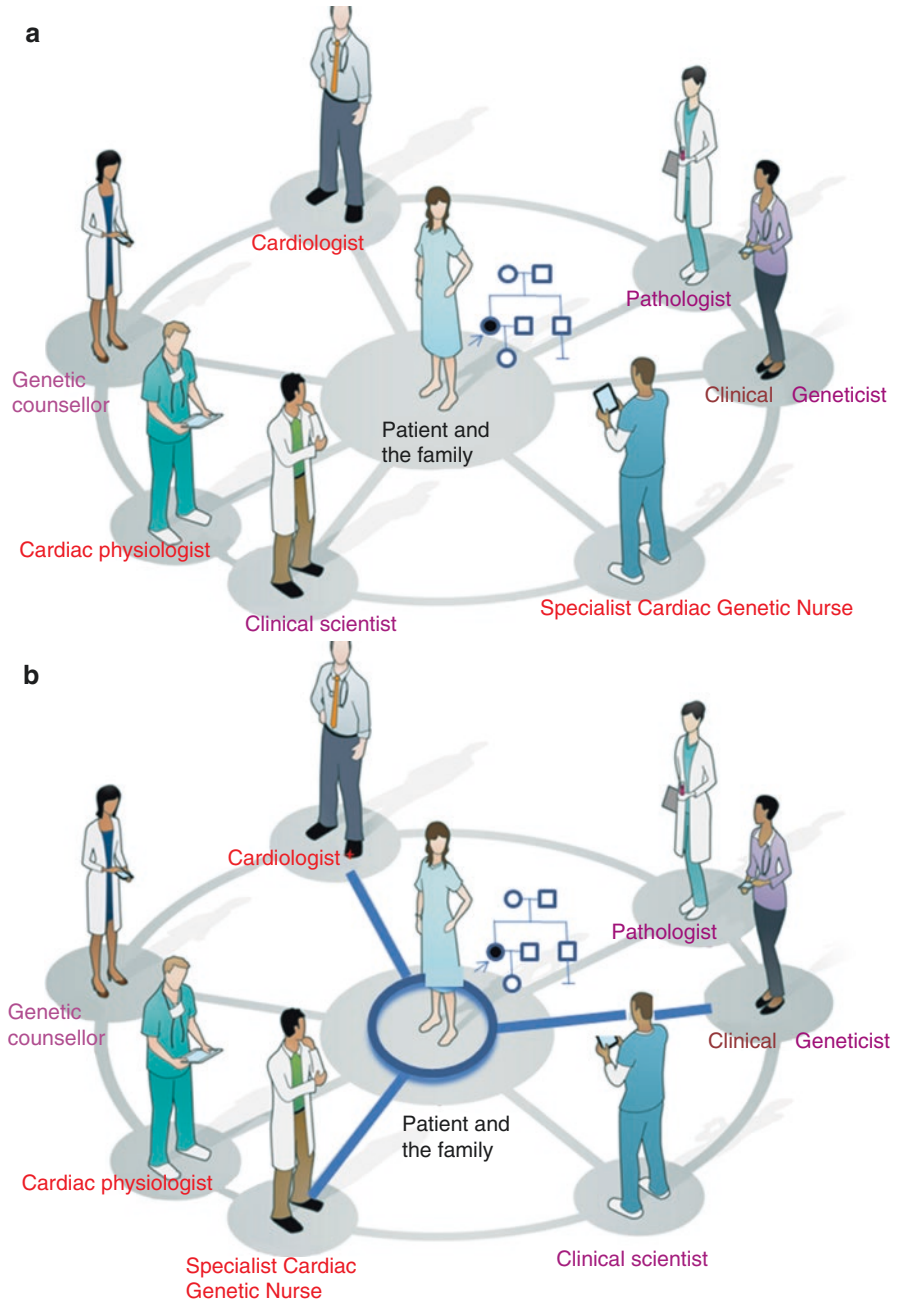 a
Cardiologist
Pathologist
Genetic
counsellor
Clinical Geneticist
Patient and
the family
Cardiac physiologist
Specialist Cardiac Genetic Nurse
Clinical scientist
b
Cardiologist
Pathologist
Genetic
counsellor
Clinical Geneticist
Patient and
the family
Cardiac physiologist
Specialist Cardiac
Genetic Nurse
Clinical scientist